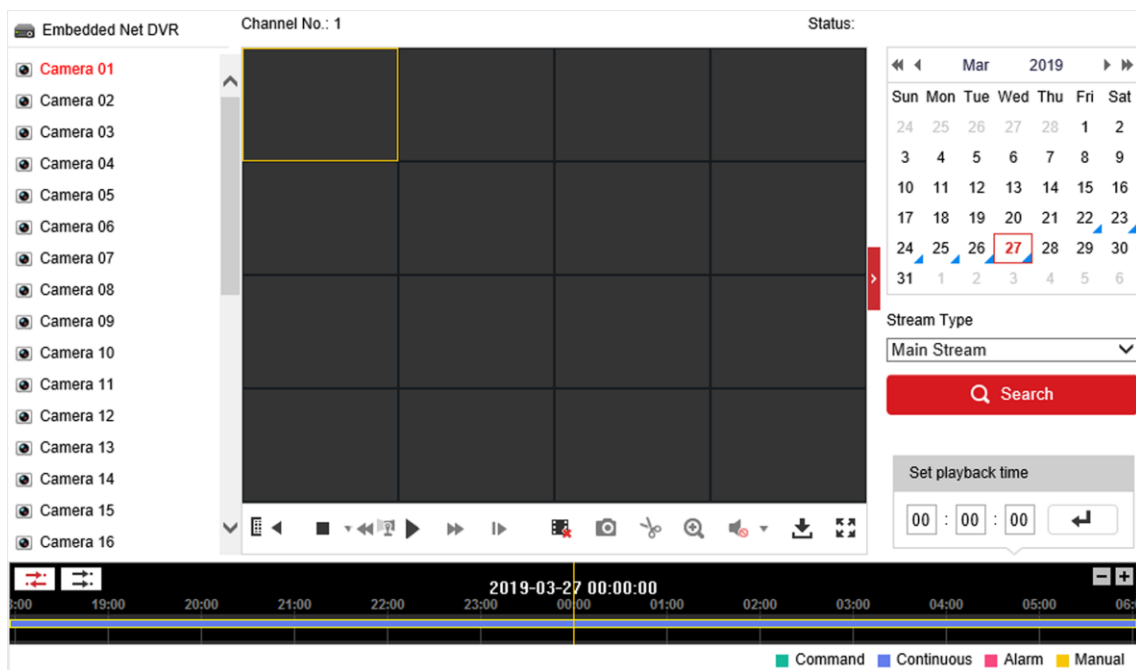 Embedded Net DVR
Channel No.: 1
Status:
Camera 01
Camera 02
Camera 03
Camera 04
Camera 05
Camera 06
Camera 07
Camera 08
Camera 09
Camera 10
Camera 11
Camera 12
Camera 13
Camera 14
Camera 15
Camera 16
Mar 2019
Sun Mon Tue Wed Thu Fri Sat
24 25 26 27 28 1 2
3 4 5 6 7 8 9
10 11 12 13 14 15 16
17 18 19 20 21 22 23
24 25 26 27 28 29 30
31 1 2 3 4 5 6
Stream Type
Main Stream
Search
Set playback time
00 : 00 : 00
2019-03-27 00:00:00
:00 19:00 20:00 21:00 22:00 23:00 00:00 01:00 02:00 03:00 04:00 05:00 06:
Command Continuous Alarm Manual